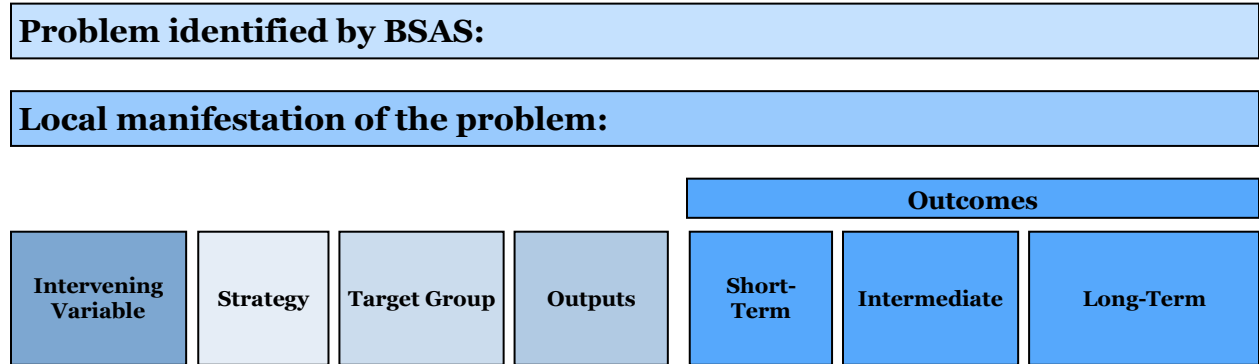 Problem identified by BSAS:
Local manifestation of the problem:
Outcomes
Intervening
Variable
Strategy
Target Group
Outputs
Short-
Term
Intermediate
Long-Term